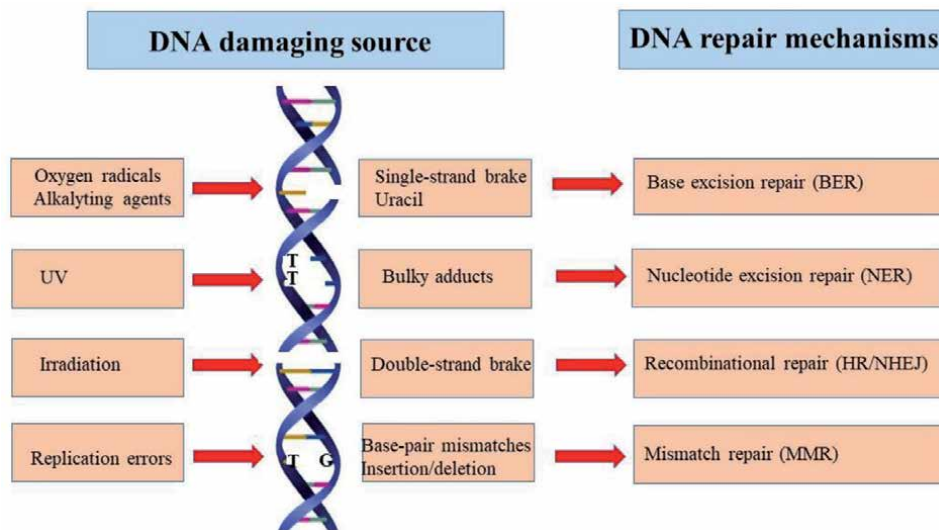 DNA damaging source
DNA repair mechanisms
Oxygen radicals
Alkalyting agents
Single-strand brake
Uracil
Base excision repair (BER)
UV
T
T
Bulky adducts
Nucleotide excision repair (NER)
Irradiation
Double-strand brake
Recombinational repair (HR/NHEJ)
Replication errors
T G
Base-pair mismatches
Insertion/deletion
Mismatch repair (MMR)